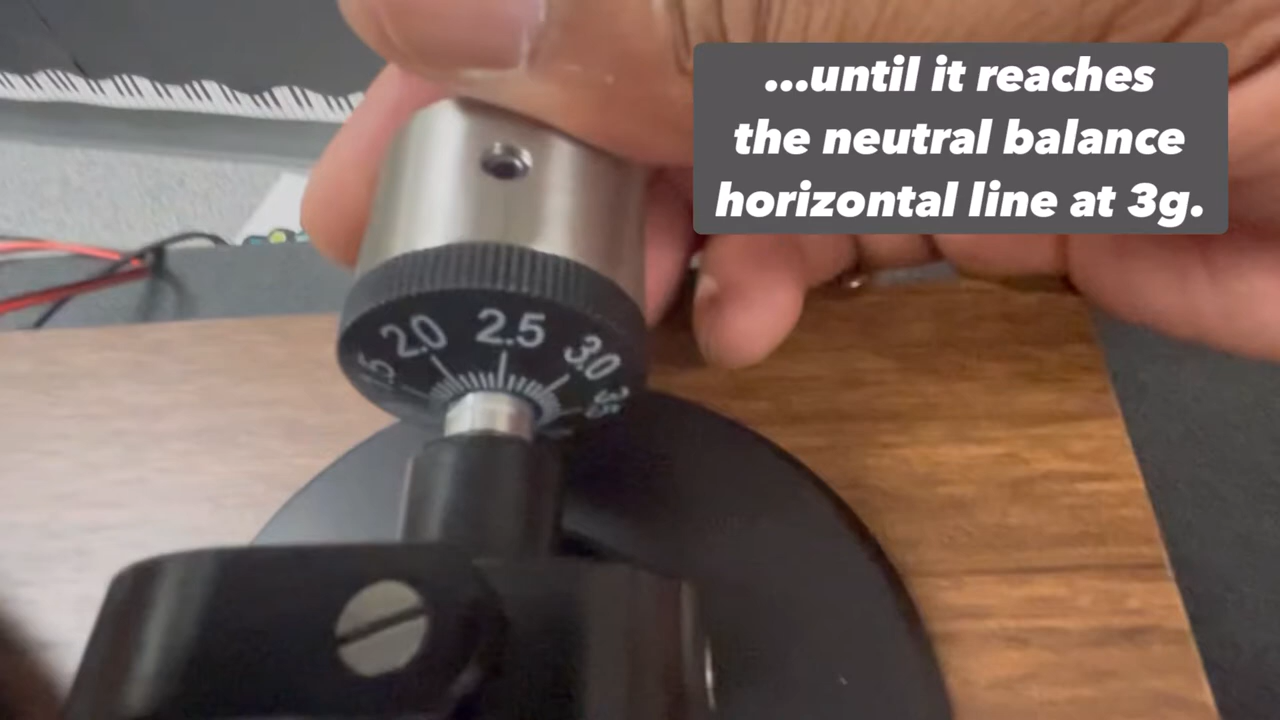 ...until it reaches
the neutral balance
horizontal line at 3g.
2.0 2.5 3.0